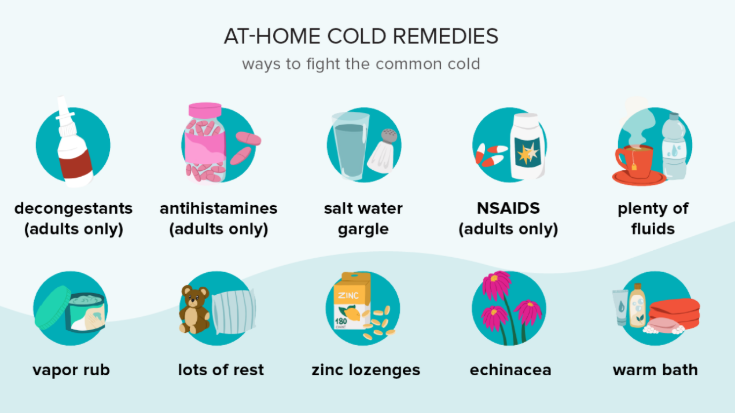 AT-HOME COLD REMEDIES
ways to fight the common cold
decongestants
(adults only)
antihistamines
(adults only)
salt water
gargle
NSAIDS
(adults only)
plenty of
fluids
ZINC
180
vapor rub
lots of rest
zinc lozenges
echinacea
warm bath